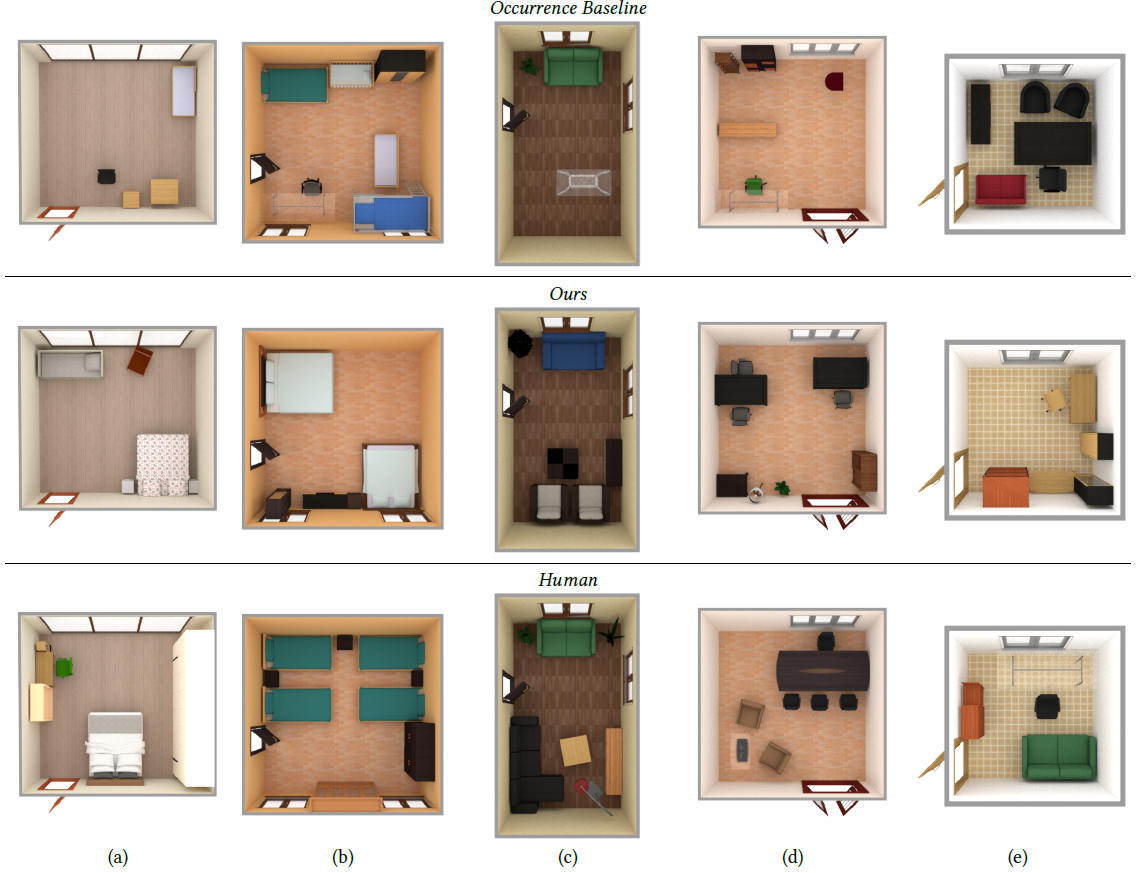 Occurrence Baseline
Ours
Human
(a) (b) (c) (d) (e)